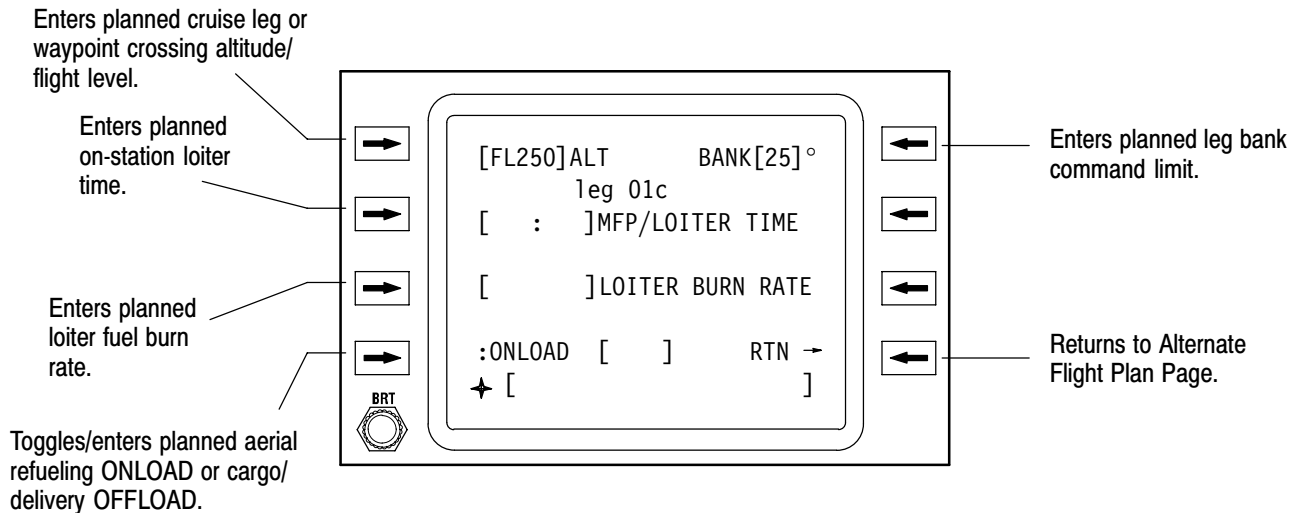 Enters planned cruise leg or
waypoint crossing altitude/
flight level.
Enters planned
on-station loiter
time.
Enters planned
loiter fuel burn
rate.
Toggles/enters planned aerial
refueling ONLOAD or cargo/
delivery OFFLOAD.
BRT
[FL250]ALT BANK[25]°
leg 01c
[ : ]MFP/LOITER TIME
[ ]LOITER BURN RATE
:ONLOAD [ ] RTN →
[ ]
Enters planned leg bank
command limit.
Returns to Alternate
Flight Plan Page.